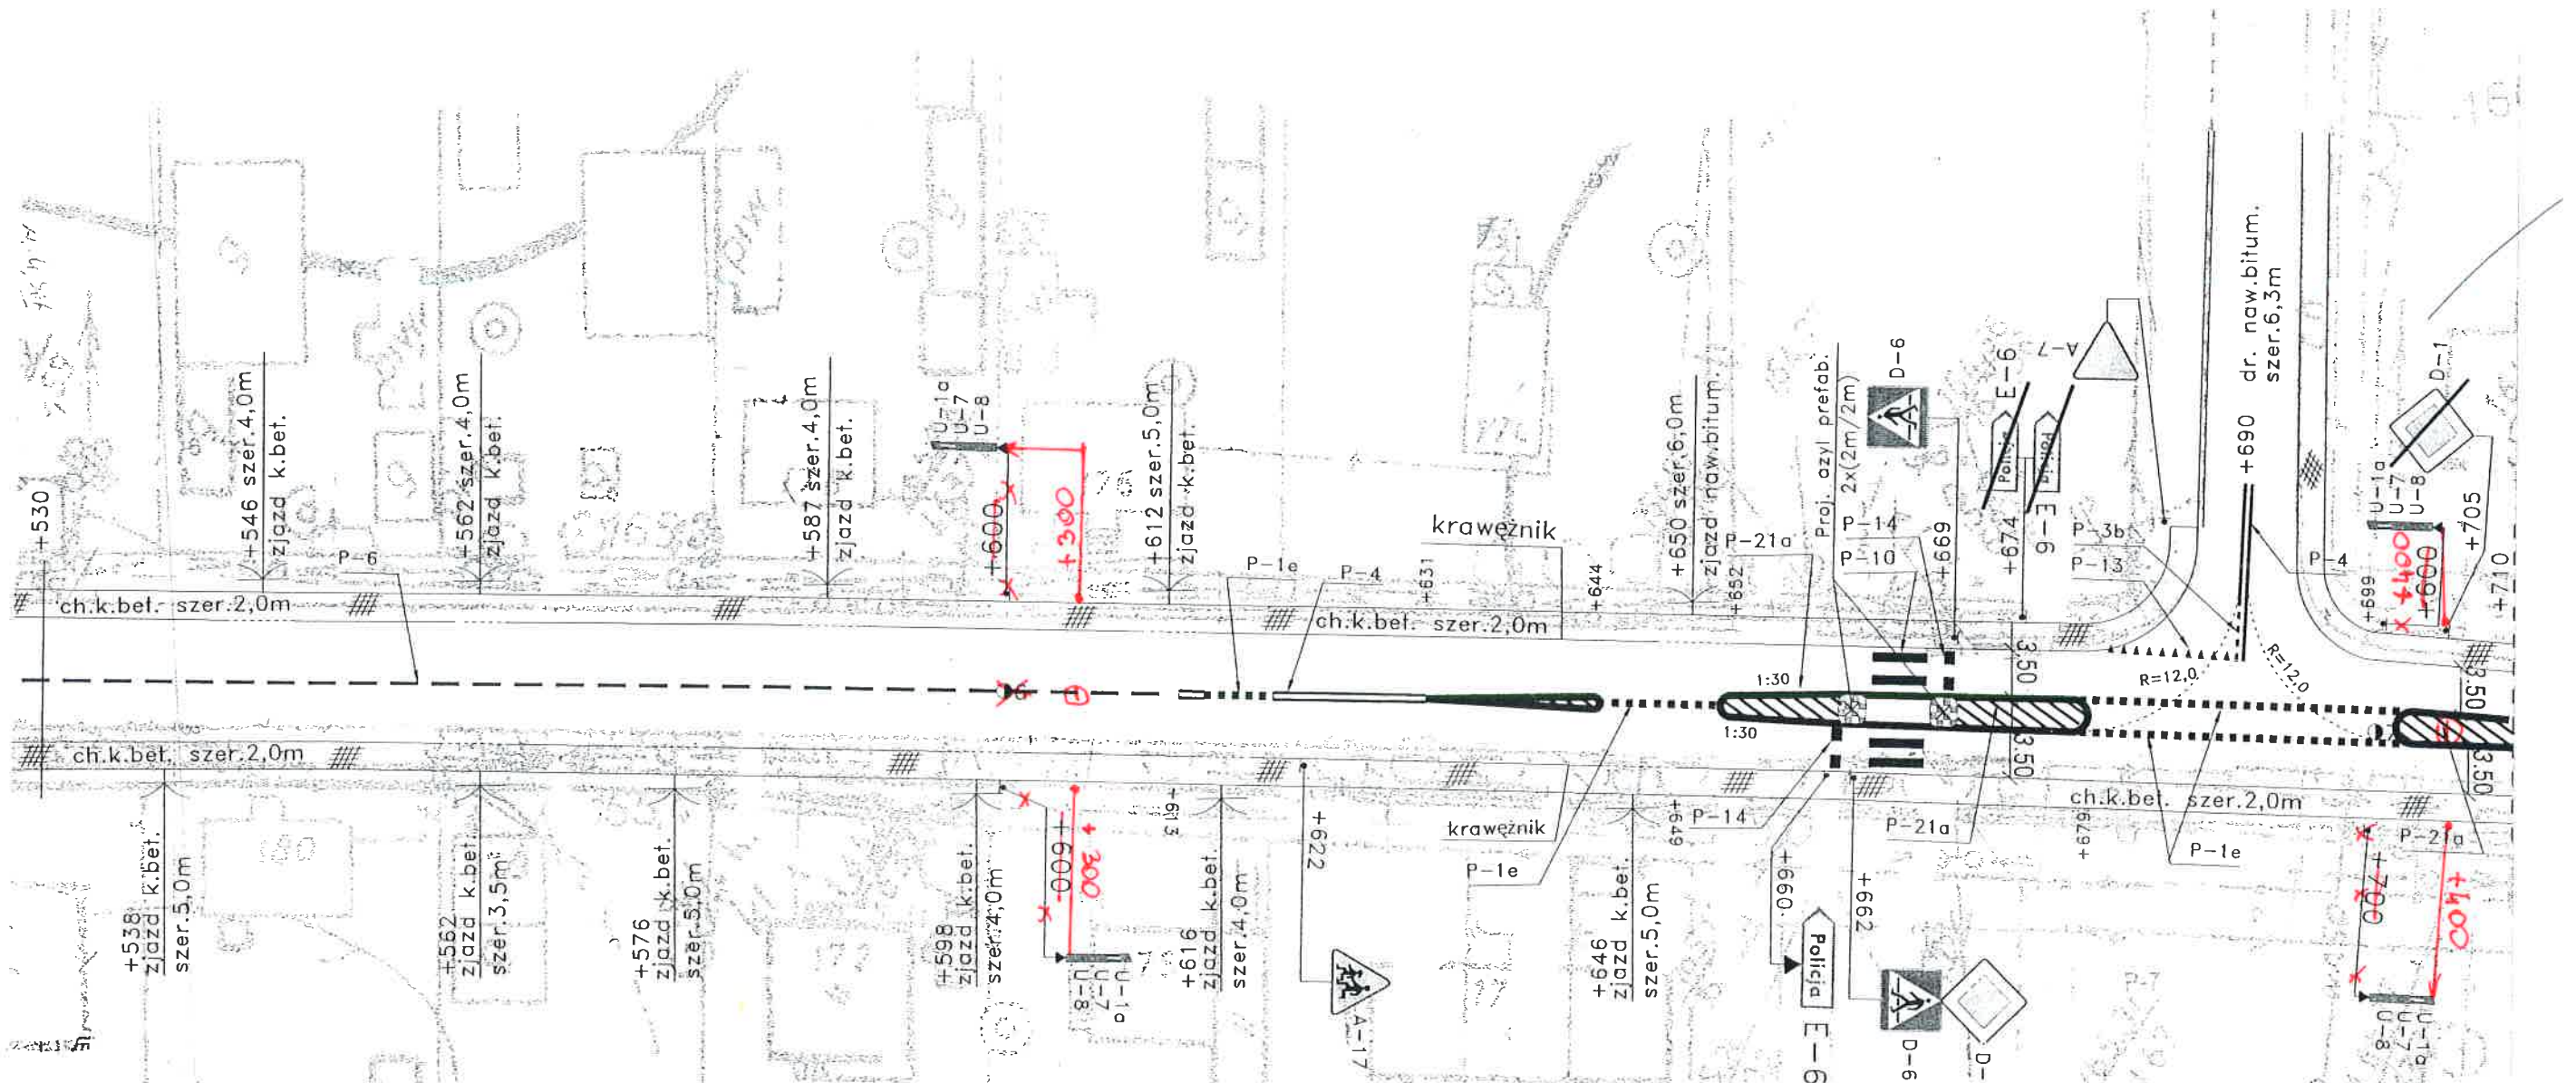 +530
+546 szer.4,0m
zjazd k.bet.
P-6
+562 szer.4,0m
zjazd k.bet.
+587 szer.4,0m
zjazd k.bet.
U-1a
U-7
U-8
+600
+300
+612 szer.5,0m
zjazd k.bet.
P-1e
P-4
+631
krawężnik
+644
+650 szer.6,0m
zjazd naw.bitum.
+652
P-21a
Proj. azyl prefab.
2x(2m/2m)
P-14
P-10
D-6
+669
+674
Policja
E-6
Policja
E-6
A-7
P-3b
P-13
+690 dr. naw.bitum.
szer.6,3m
P-4
+699
U-1a
U-7
U-8
D-1
+400
+600
+705
+710
ch.k.bet. szer.2,0m
ch.k.bet. szer.2,0m
1:30
1:30
3.50
3.50
R=12,0
R=12,0
3.50
3.50
ch.k.bet. szer.2,0m
ch.k.bet. szer.2,0m
+538
zjazd k.bet.
szer.5,0m
180
+562
zjazd k.bet.
szer.3,5m
+576
zjazd k.bet.
szer.5,0m
+598
zjazd k.bet.
szer.4,0m
+600
+300
U-8
U-7
U-1a
+613
+616
zjazd k.bet.
szer.4,0m
+622
A-17
krawężnik
P-1e
+646
zjazd k.bet.
szer.5,0m
+649
P-14
+660
Policja
E-6
+662
D-6
D-
P-21a
+679
P-1e
P-21a
+700
+400
U-8
U-7
U-1a